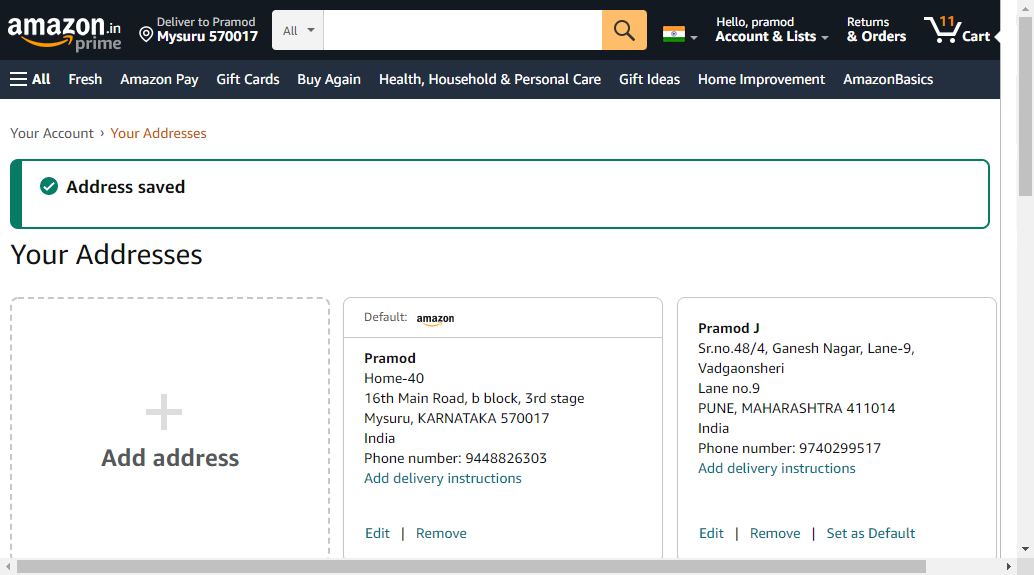 amazon.in
prime
Deliver to Pramod
Mysuru 570017
All
Hello, pramod
Account & Lists
Returns
& Orders
11
Cart
All Fresh Amazon Pay Gift Cards Buy Again Health, Household & Personal Care Gift Ideas Home Improvement AmazonBasics
Your Account › Your Addresses
Address saved
Your Addresses
Add address
Default: amazon
Pramod
Home-40
16th Main Road, b block, 3rd stage
Mysuru, KARNATAKA 570017
India
Phone number: 9448826303
Add delivery instructions
Edit | Remove
Pramod J
Sr.no.48/4, Ganesh Nagar, Lane-9,
Vadgaonsheri
Lane no.9
PUNE, MAHARASHTRA 411014
India
Phone number: 9740299517
Add delivery instructions
Edit | Remove | Set as Default